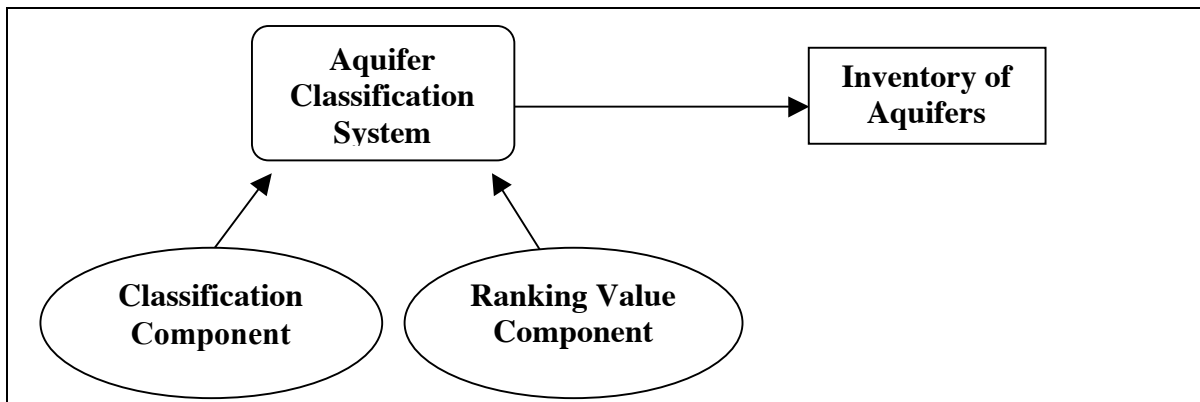 Aquifer
Classification
System
Inventory of
Aquifers
Classification
Component
Ranking Value
Component